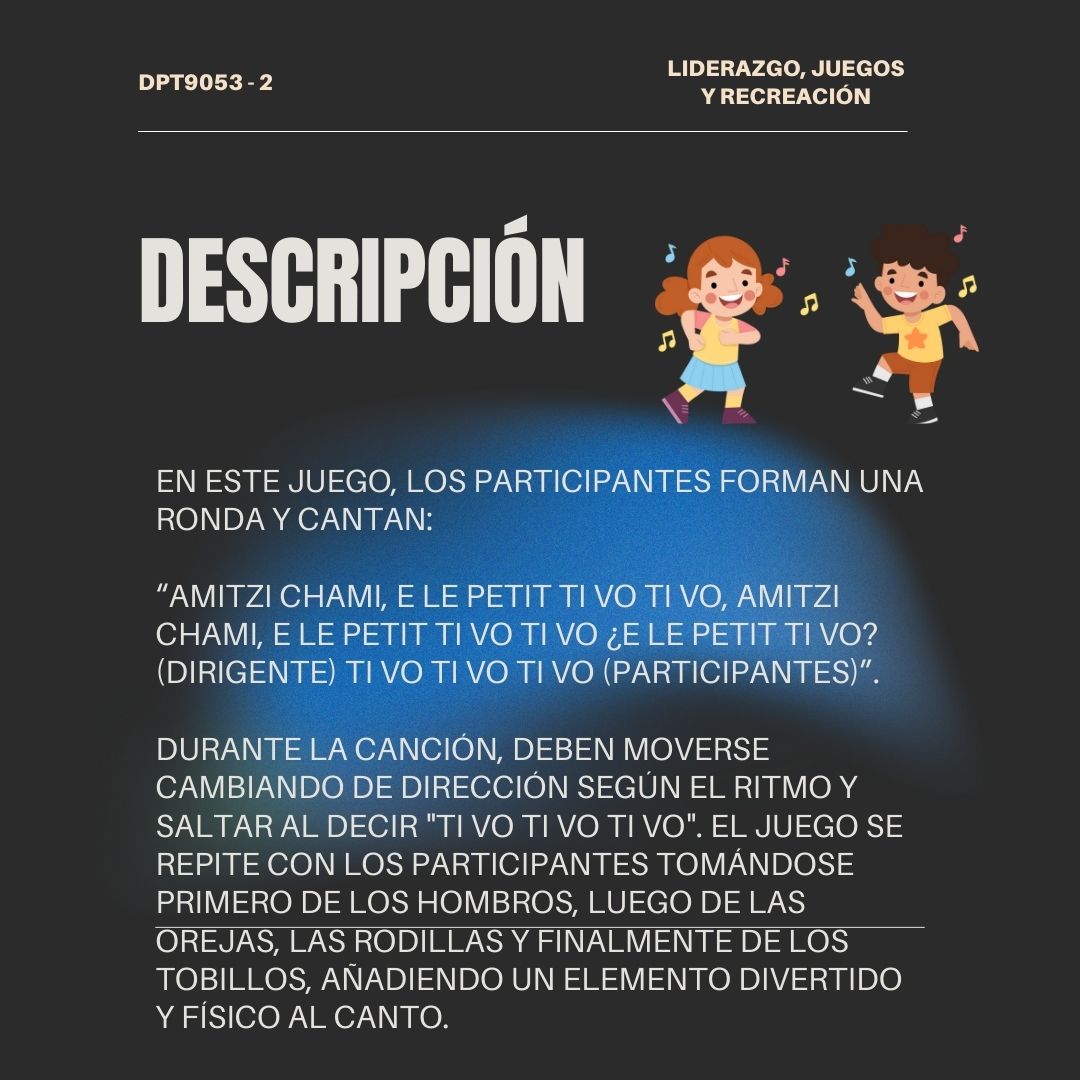 DPT9053 - 2
LIDERAZGO, JUEGOS
Y RECREACIÓN
DESCRIPCIÓN
EN ESTE JUEGO, LOS PARTICIPANTES FORMAN UNA
RONDA Y CANTAN:
“AMITZI CHAMI, E LE PETIT TI VO TI VO, AMITZI
CHAMI, E LE PETIT TI VO TI VO ¿E LE PETIT TI VO?
(DIRIGENTE) TI VO TI VO TI VO (PARTICIPANTES)”.
DURANTE LA CANCIÓN, DEBEN MOVERSE
CAMBIANDO DE DIRECCIÓN SEGÚN EL RITMO Y
SALTAR AL DECIR "TI VO TI VO TI VO". EL JUEGO SE
REPITE CON LOS PARTICIPANTES TOMÁNDOSE
PRIMERO DE LOS HOMBROS, LUEGO DE LAS
OREJAS, LAS RODILLAS Y FINALMENTE DE LOS
TOBILLOS, AÑADIENDO UN ELEMENTO DIVERTIDO
Y FÍSICO AL CANTO.